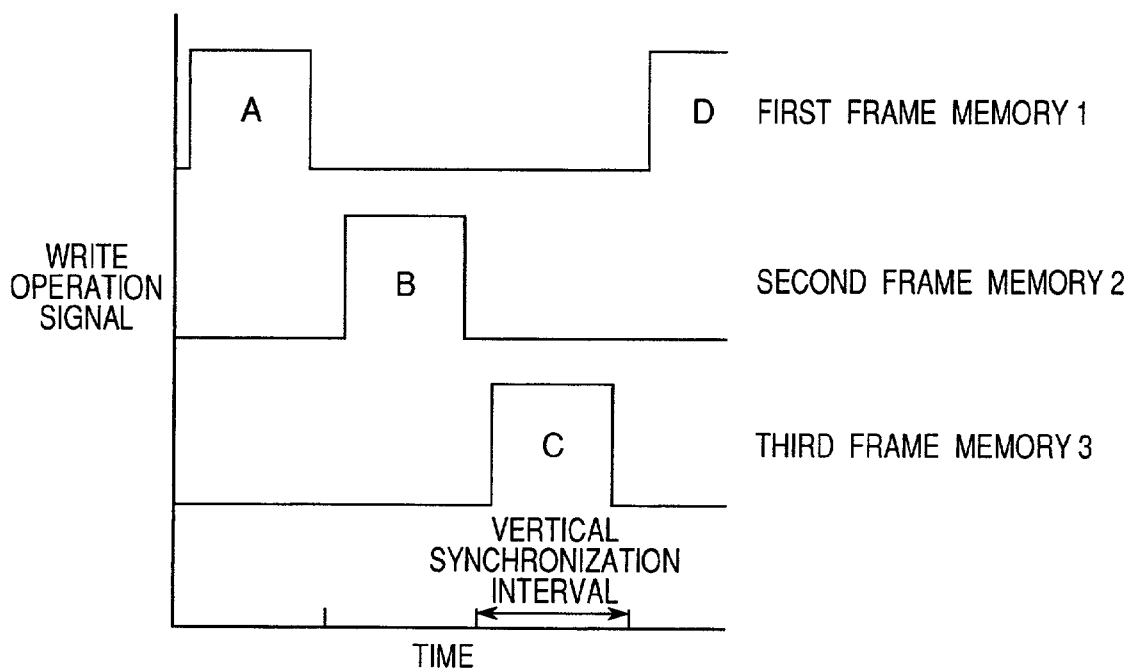 A
D
FIRST FRAME MEMORY 1
WRITE
OPERATION
SIGNAL
B
SECOND FRAME MEMORY 2
C
THIRD FRAME MEMORY 3
VERTICAL
SYNCHRONIZATION
INTERVAL
TIME